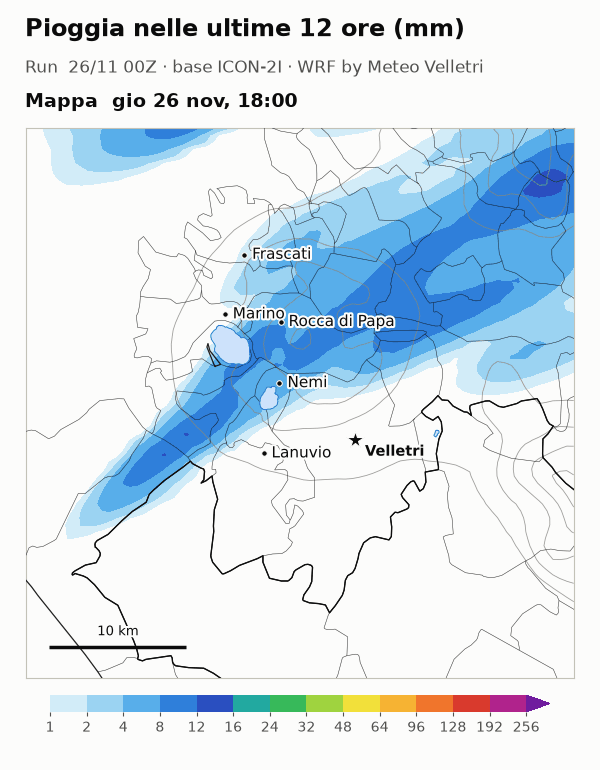 Pioggia nelle ultime 12 ore (mm)
Run 26/11 00Z · base ICON-2I · WRF by Meteo Velletri
Mappa gio 26 nov, 18:00
Frascati
Marino
Rocca di Papa
Nemi
Velletri
Lanuvio
10 km
1 2 4 8 12 16 24 32 48 64 96 128 192 256